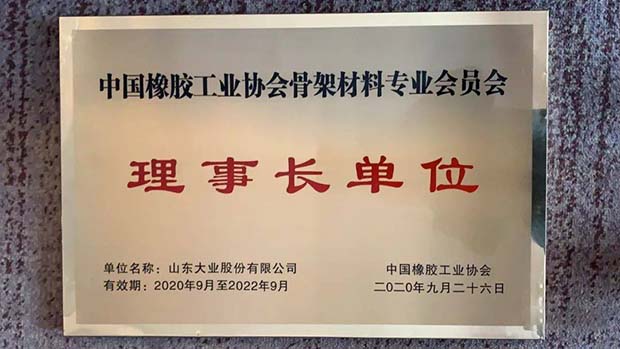 中国橡胶工业协会骨架材料专业会员会
理事长单位
单位名称：山东大业股份有限公司
有效期：2020年9月至2022年9月
中国橡胶工业协会
二〇二〇年九月二十六日